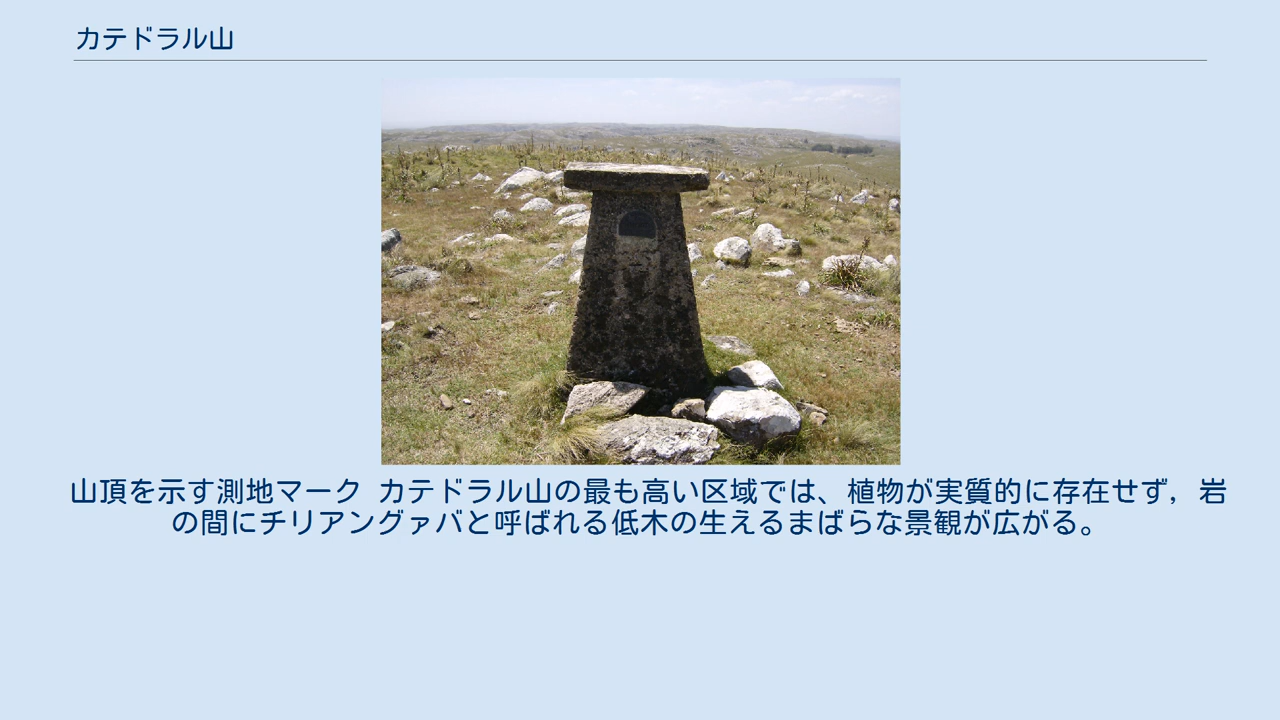 カテドラル山
山頂を示す測地マーク カテドラル山の最も高い区域では、植物が実質的に存在せず，岩
の間にチリアングァバと呼ばれる低木の生えるまばらな景観が広がる。